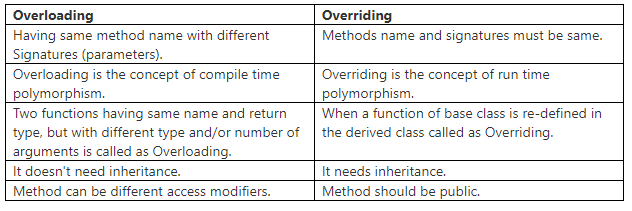 Overloading
Overriding
Having same method name with different
Signatures (parameters).
Methods name and signatures must be same.
Overloading is the concept of compile time
polymorphism.
Overriding is the concept of run time
polymorphism.
Two functions having same name and return
type, but with different type and/or number of
arguments is called as Overloading.
When a function of base class is re-defined in
the derived class called as Overriding.
It doesn't need inheritance.
It needs inheritance.
Method can be different access modifiers.
Method should be public.